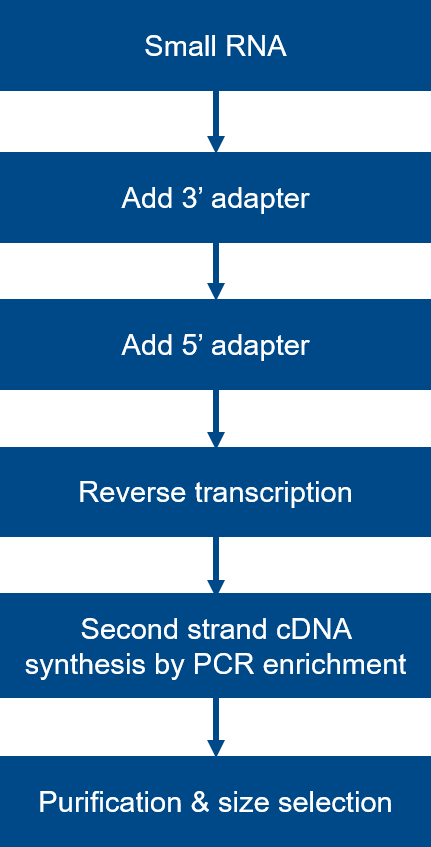 Small RNA
Add 3’ adapter
Add 5’ adapter
Reverse transcription
Second strand cDNA
synthesis by PCR enrichment
Purification & size selection